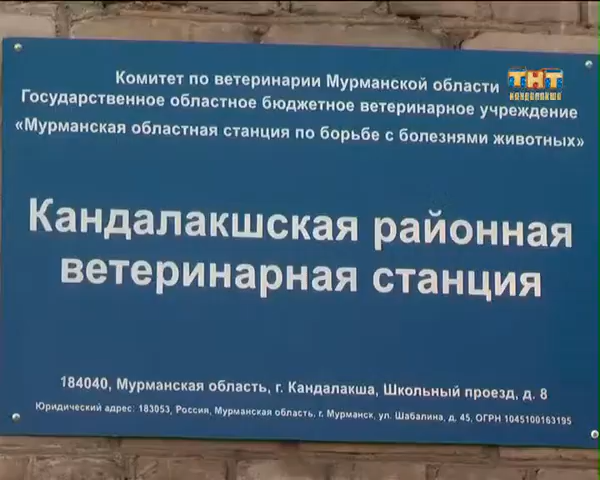 Комитет по ветеринарии Мурманской области
Государственное областное бюджетное ветеринарное учреждение
«Мурманская областная станция по борьбе с болезнями животных»
ТНТ
КАНДАЛАКША
Кандалакшская районная
ветеринарная станция
184040, Мурманская область, г. Кандалакша, Школьный проезд, д. 8
Юридический адрес: 183053, Россия, Мурманская область. г. Мурманск, ул. Шабалина, д. 45, ОГРН 1045100163195